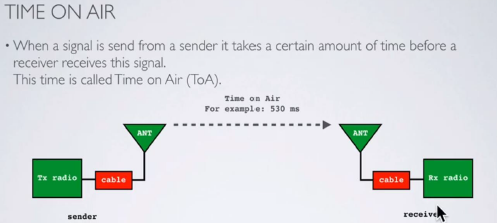 TIME ON AIR
• When a signal is send from a sender it takes a certain amount of time before a
receiver receives this signal.
This time is called Time on Air (ToA).
Time on Air
For example: 530 ms
ANT
ANT
Tx radio
cable
cable
Rx radio
sender
receive